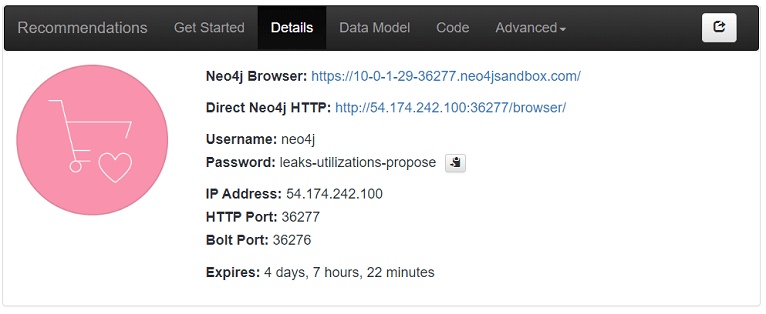 Recommendations Get Started Details Data Model Code Advanced
Neo4j Browser: https://10-0-1-29-36277.neo4jsandbox.com/
Direct Neo4j HTTP: http://54.174.242.100:36277/browser/
Username: neo4j
Password: leaks-utilizations-propose
IP Address: 54.174.242.100
HTTP Port: 36277
Bolt Port: 36276
Expires: 4 days, 7 hours, 22 minutes